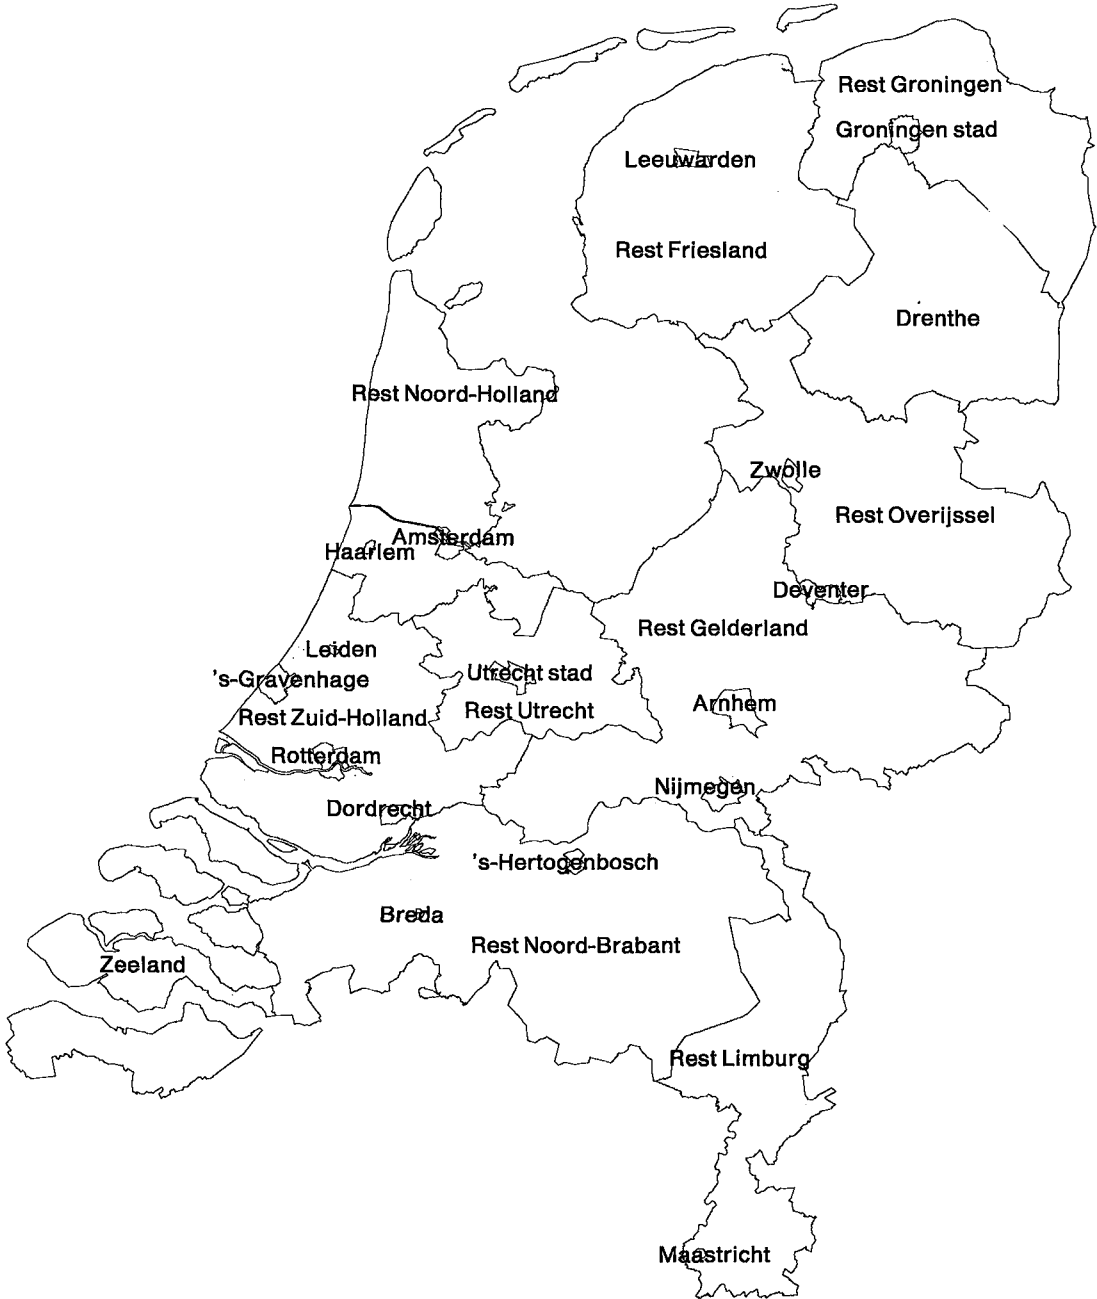 Rest Groningen
Groningen stad
Leeuwarden
Rest Friesland
Drenthe
Rest Noord-Holland
Zwolle
Rest Overijssel
Amsterdam
Haarlem
Deventer
Rest Gelderland
Leiden
Utrecht stad
's-Gravenhage
Arnhem
Rest Utrecht
Rest Zuid-Holland
Rotterdam
Nijmegen
Dordrecht
's-Hertogenbosch
Breda
Rest Noord-Brabant
Zeeland
Rest Limburg
Maastricht